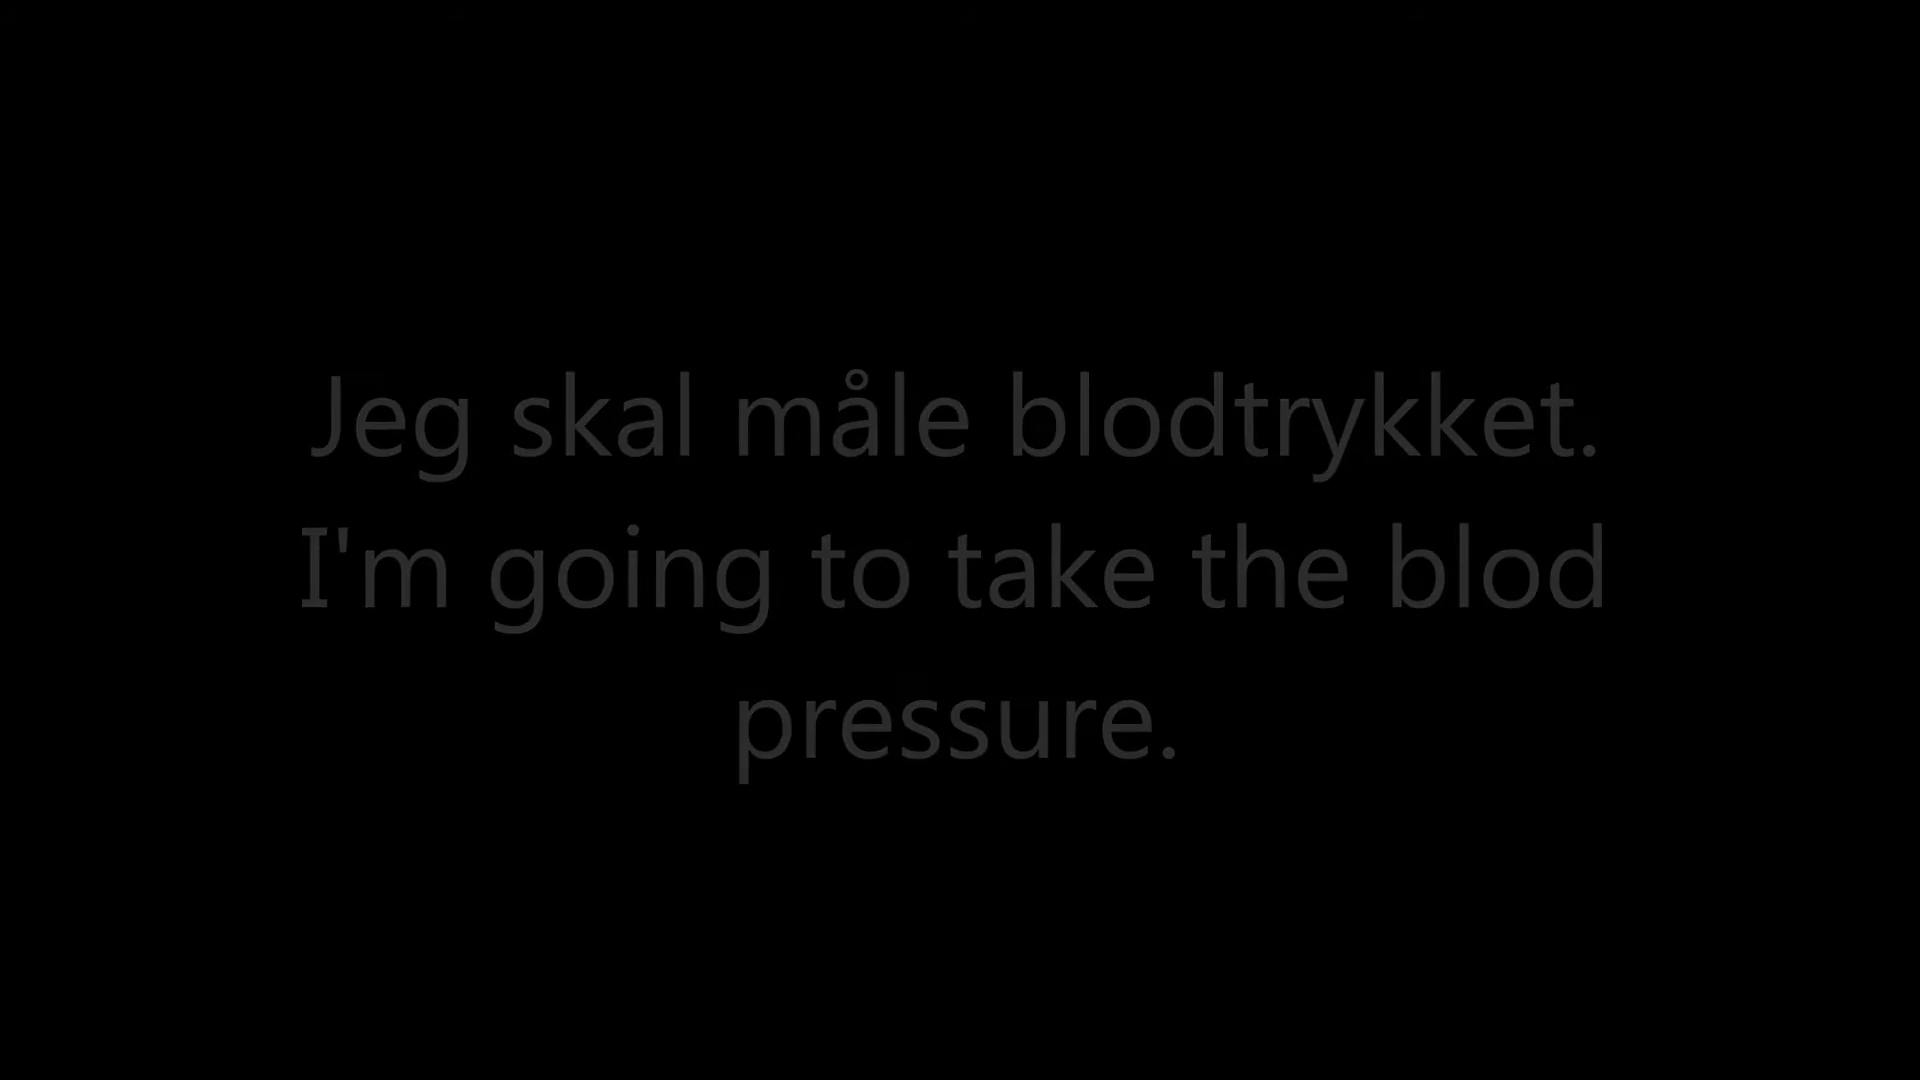 Jeg skal måle blodtrykket.
I'm going to take the blod
pressure.